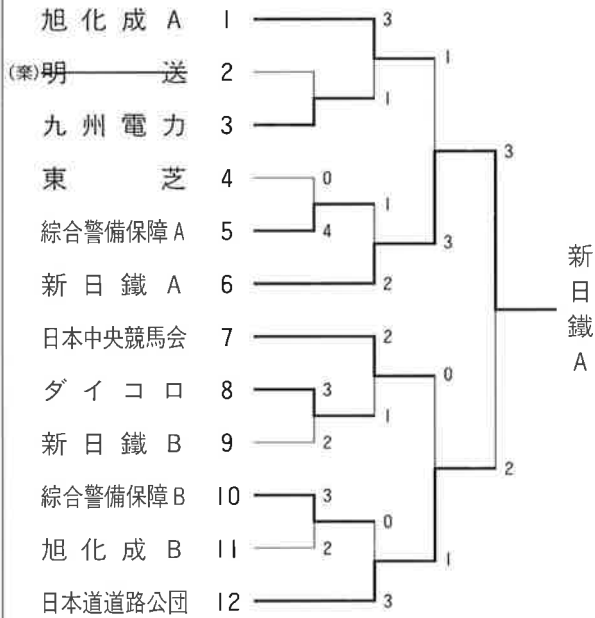 旭化成A 1
(棄)明送 2
九州電力 3
東芝 4
綜合警備保障A 5
新日鐵A 6
日本中央競馬会 7
ダイコロ 8
新日鐵B 9
綜合警備保障B 10
旭化成B 11
日本道道路公団 12
3
1
1
0
4
1
2
3
3
2
3
2
1
0
3
2
0
3
1
2
新日鐵A